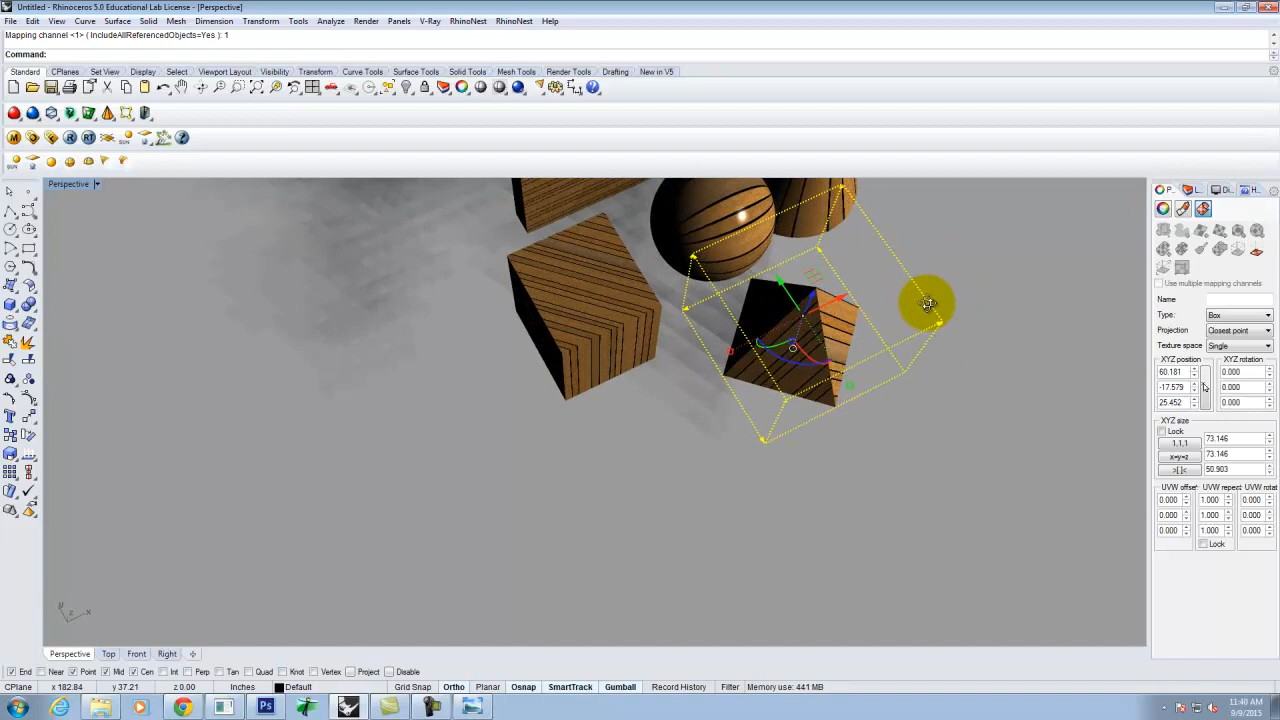 Untitled - Rhinoceros 5.0 Educational Lab License - [Perspective]
File Edit View Curve Surface Solid Mesh Dimension Transform Tools Analyze Render Panels V-Ray RhinoNest RhinoNest Help
Mapping channel <1> ( IncludeAllReferencedObjects=Yes ): 1
Command:
Standard CPlanes Set View Display Select Viewport Layout Visibility Transform Curve Tools Surface Tools Solid Tools Mesh Tools Render Tools Drafting New in V5
Perspective
P... L... Di... H...
Use multiple mapping channels
Name
Type: Box
Projection: Closest point
Texture space: Single
XYZ position XYZ rotation
60.181 0.000
-17.579 0.000
25.452 0.000
XYZ size
Lock
1,1,1 73.146
x=y=z 73.146
>[ ]< 50.903
UVW offset UVW repect UVW rotat
0.000 1.000 0.000
0.000 1.000 0.000
0.000 1.000 0.000
Lock
y z x
Perspective Top Front Right
End Near Point Mid Cen Int Perp Tan Quad Knot Vertex Project Disable
CPlane x 182.84 y 37.21 z 0.00 Inches Default Grid Snap Ortho Planar Osnap SmartTrack Gumball Record History Filter Memory use: 441 MB
11:40 AM
9/9/2015